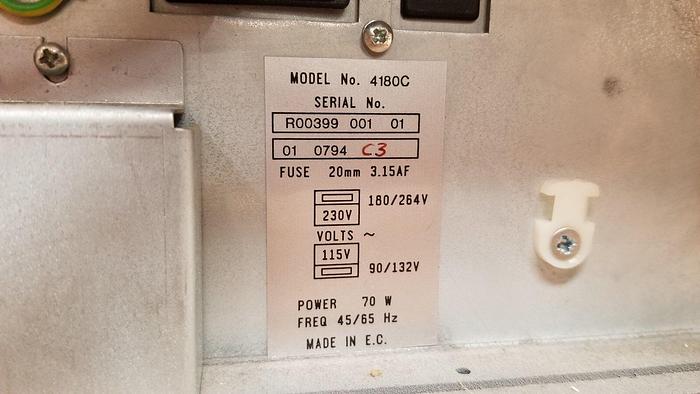 MODEL No. 4180C
SERIAL No.
R00399 001 01
01 0794 C3
FUSE 20mm 3.15AF
180/264V
230V
VOLTS ~
115V
90/132V
POWER 70 W
FREQ 45/65 Hz
MADE IN E.C.